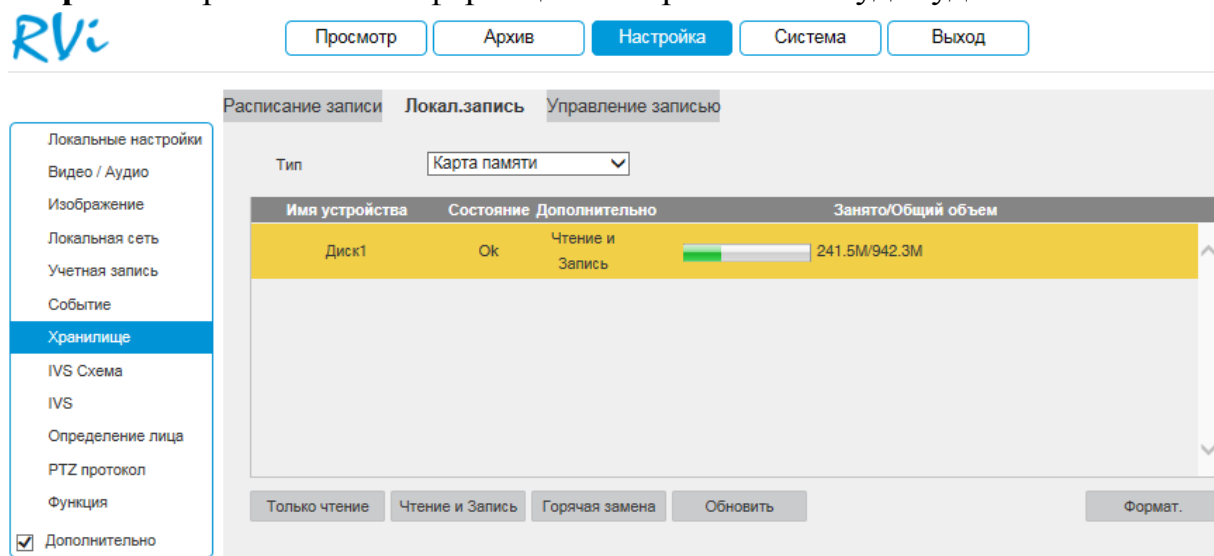 RVi
Просмотр Архив Настройка Система Выход
Расписание записи Локал.запись Управление записью
Локальные настройки
Видео / Аудио
Изображение
Локальная сеть
Учетная запись
Событие
Хранилище
IVS Схема
IVS
Определение лица
PTZ протокол
Функция
Дополнительно
Тип Карта памяти
Имя устройства Состояние Дополнительно Занято/Общий объем
Диск1 Ok Чтение и Запись 241.5M/942.3M
Только чтение Чтение и Запись Горячая замена Обновить Формат.